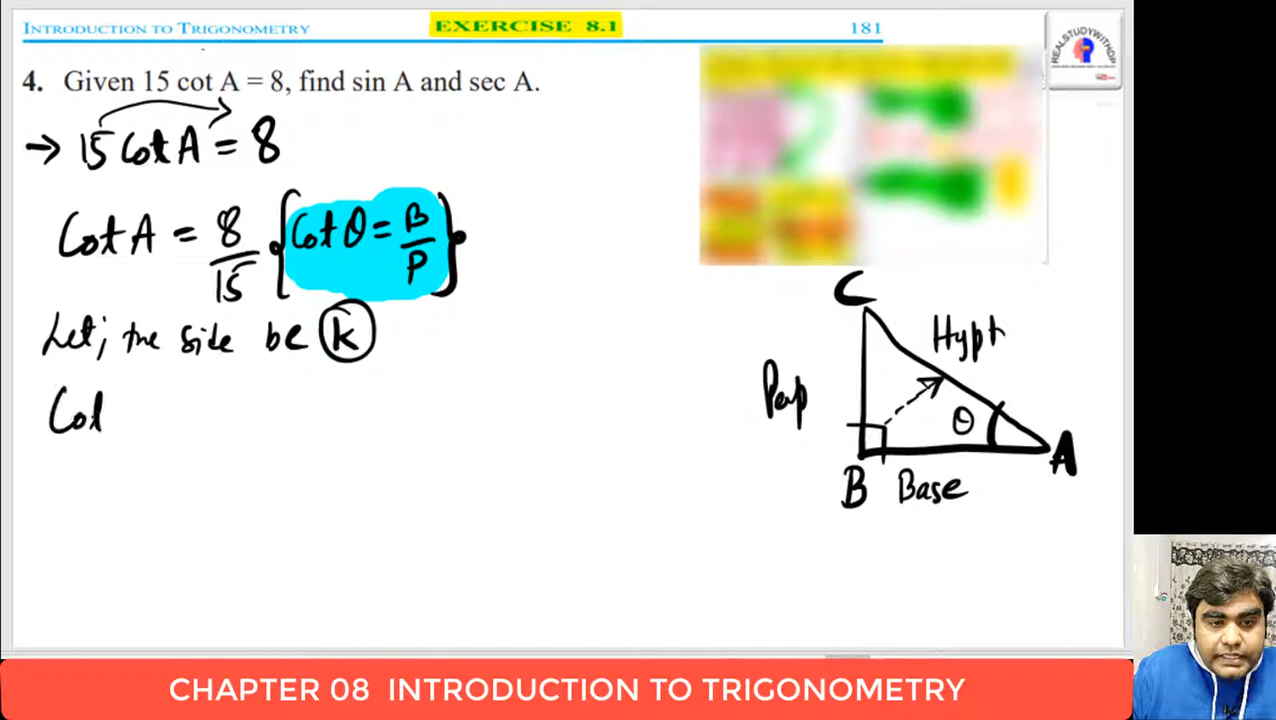 INTRODUCTION TO TRIGONOMETRY EXERCISE 8.1 181
REALSTUDYWITHOP
4. Given 15 cot A = 8, find sin A and sec A.
→ 15 Cot A = 8
Cot A = 8/15 {Cot θ = B/P}
Let; the side be k
Cot
C
Hypt
Perp
θ
B Base A
CHAPTER 08 INTRODUCTION TO TRIGONOMETRY